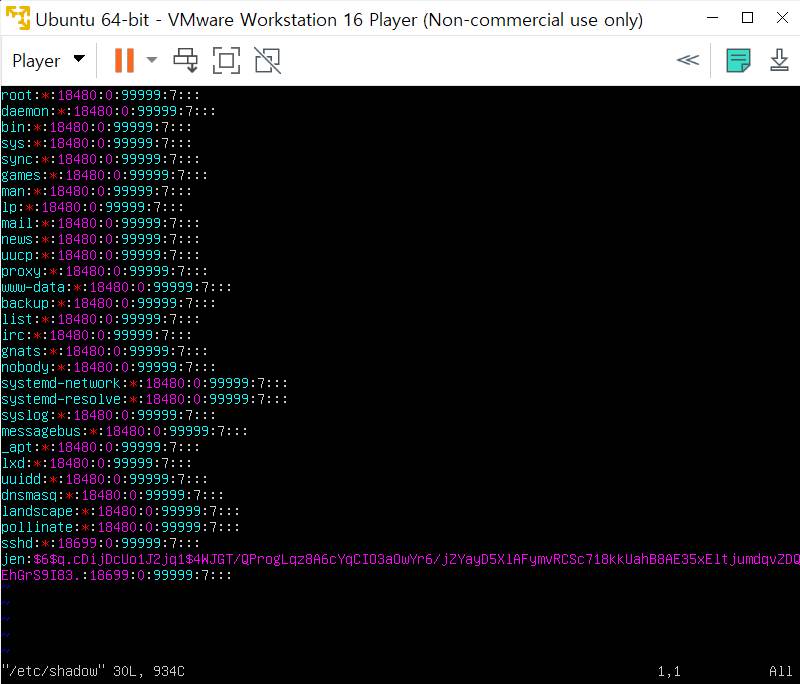 Ubuntu 64-bit - VMware Workstation 16 Player (Non-commercial use only)
Player
root:*:18480:0:99999:7:::
daemon:*:18480:0:99999:7:::
bin:*:18480:0:99999:7:::
sys:*:18480:0:99999:7:::
sync:*:18480:0:99999:7:::
games:*:18480:0:99999:7:::
man:*:18480:0:99999:7:::
lp:*:18480:0:99999:7:::
mail:*:18480:0:99999:7:::
news:*:18480:0:99999:7:::
uucp:*:18480:0:99999:7:::
proxy:*:18480:0:99999:7:::
www-data:*:18480:0:99999:7:::
backup:*:18480:0:99999:7:::
list:*:18480:0:99999:7:::
irc:*:18480:0:99999:7:::
gnats:*:18480:0:99999:7:::
nobody:*:18480:0:99999:7:::
systemd-network:*:18480:0:99999:7:::
systemd-resolve:*:18480:0:99999:7:::
syslog:*:18480:0:99999:7:::
messagebus:*:18480:0:99999:7:::
_apt:*:18480:0:99999:7:::
lxd:*:18480:0:99999:7:::
uuidd:*:18480:0:99999:7:::
dnsmasq:*:18480:0:99999:7:::
landscape:*:18480:0:99999:7:::
pollinate:*:18480:0:99999:7:::
sshd:*:18699:0:99999:7:::
jen:$6$q.cDijDcUo1J2jq1$4WJGT/QProgLqz8A6cYqCIO3aOwYr6/jZYayD5XlAFymvRCSc718kKUahB8AE35xEltjumdqvZDQ
EhGrS9I83.:18699:0:99999:7:::
~
~
~
~
~
"/etc/shadow" 30L, 934C
1,1
All